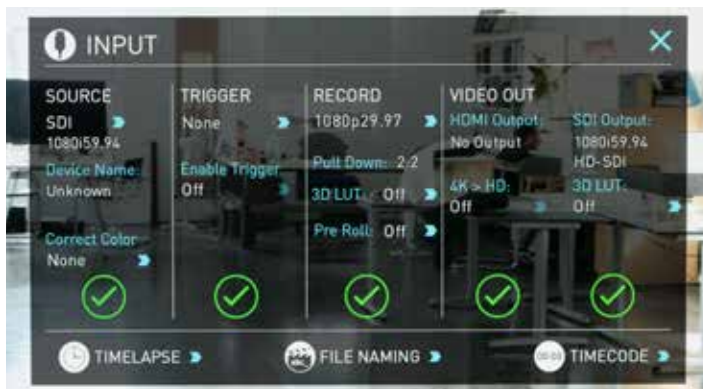 INPUT
SOURCE
SDI
1080i59.94
Device Name:
Unknown
Correct Color
None
TRIGGER
None
Enable Trigger
Off
RECORD
1080p29.97
Pull Down: 2:2
3D LUT: Off
Pre Roll: Off
VIDEO OUT
HDMI Output:
No Output
4K > HD:
Off
SDI Output:
1080i59.94
HD-SDI
3D LUT:
Off
TIMELAPSE
FILE NAMING
TIMECODE